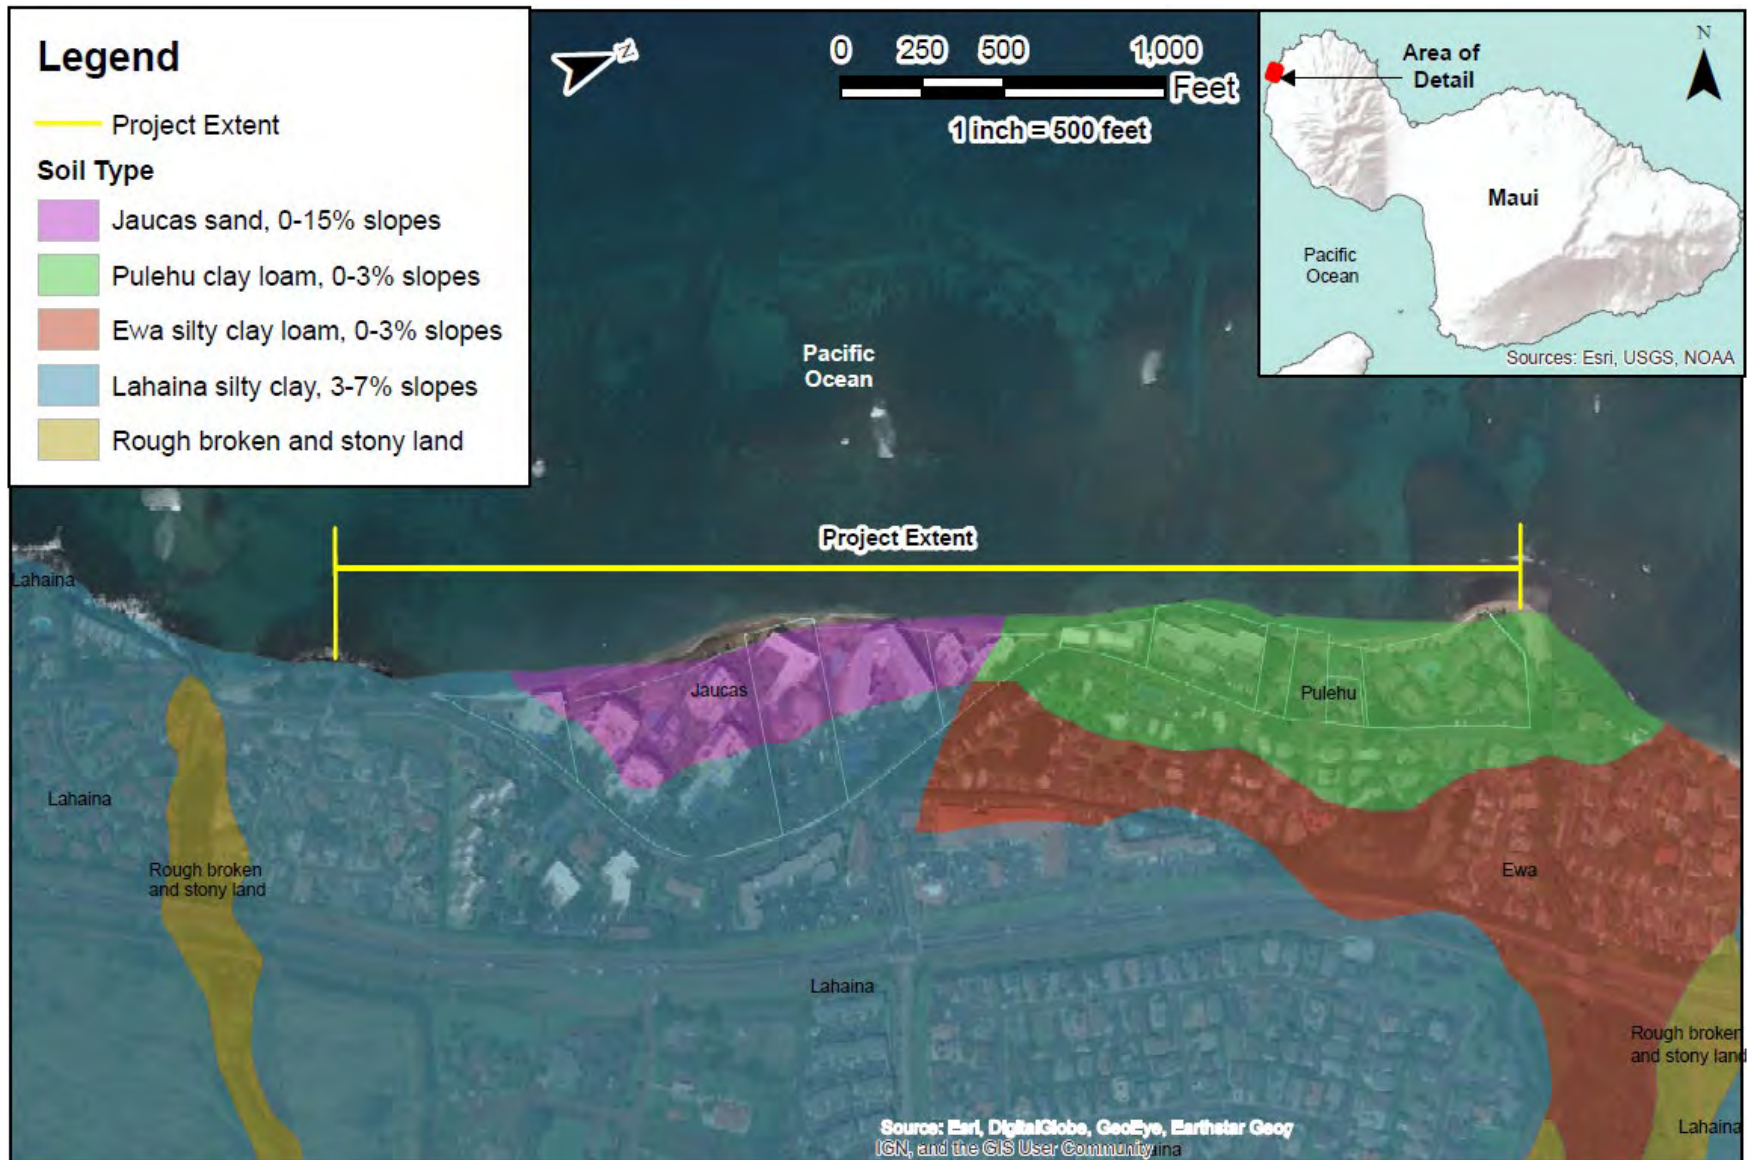 Legend
Project Extent
Soil Type
Jaucas sand, 0-15% slopes
Pulehu clay loam, 0-3% slopes
Ewa silty clay loam, 0-3% slopes
Lahaina silty clay, 3-7% slopes
Rough broken and stony land
N
0 250 500 1,000
Feet
1 inch = 500 feet
N
Area of
Detail
Maui
Pacific
Ocean
Sources: Esri, USGS, NOAA
Pacific
Ocean
Project Extent
Lahaina
Jaucas
Pulehu
Lahaina
Rough broken
and stony land
Ewa
Lahaina
Rough broken
and stony land
Lahaina
Source: Esri, DigitalGlobe, GeoEye, Earthstar Geog
IGN, and the GIS User Community
aina